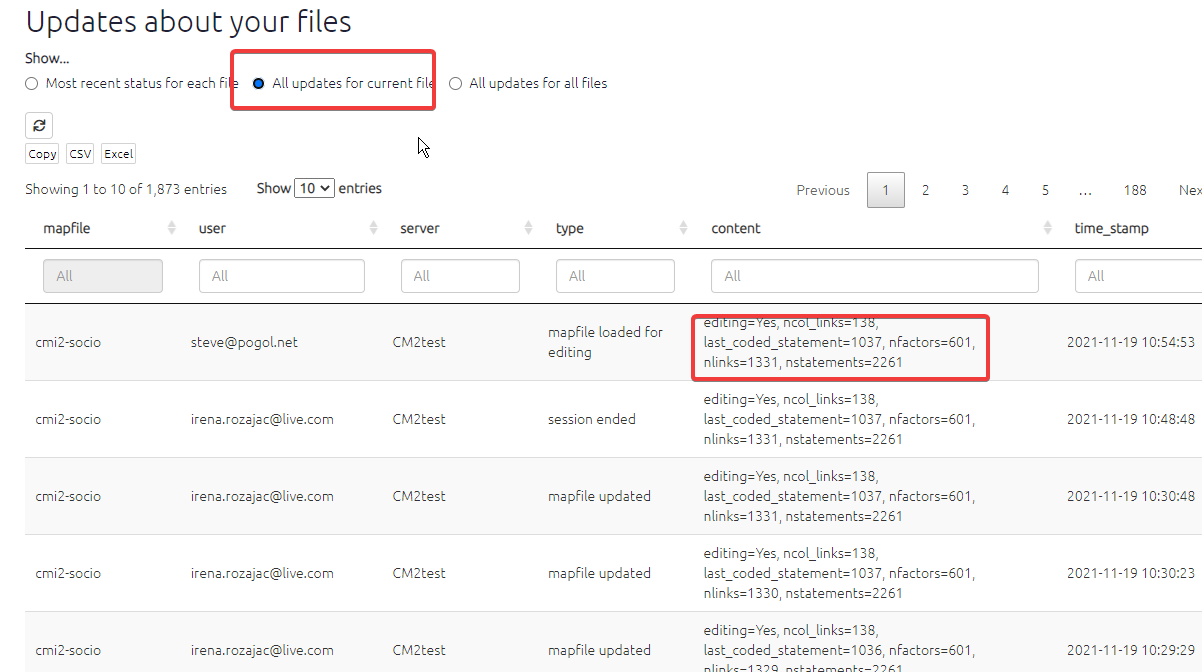 Updates about your files
Show...
Most recent status for each file All updates for current file All updates for all files
Copy CSV Excel
Showing 1 to 10 of 1,873 entries Show 10 entries Previous 1 2 3 4 5 ... 188
mapfile user server type content time_stamp
All All All All All All
editing=Yes, ncol_links=138,
mapfile loaded for
cmi2-socio steve@pogol.net CM2test last_coded_statement=1037, nfactors=601, 2021-11-19 10:54:53
editing
nlinks=1331, nstatements=2261
editing=Yes, ncol_links=138,
cmi2-socio irena.rozajac@live.com CM2test session ended last_coded_statement=1037, nfactors=601, 2021-11-19 10:48:48
nlinks=1331, nstatements=2261
editing=Yes, ncol_links=138,
cmi2-socio irena.rozajac@live.com CM2test mapfile updated last_coded_statement=1037, nfactors=601, 2021-11-19 10:30:48
nlinks=1331, nstatements=2261
editing=Yes, ncol_links=138,
cmi2-socio irena.rozajac@live.com CM2test mapfile updated last_coded_statement=1037, nfactors=601, 2021-11-19 10:30:23
nlinks=1330, nstatements=2261
editing=Yes, ncol_links=138,
cmi2-socio irena.rozajac@live.com CM2test mapfile updated last_coded_statement=1036, nfactors=601, 2021-11-19 10:29:29
nlinks=1329, nstatements=2261